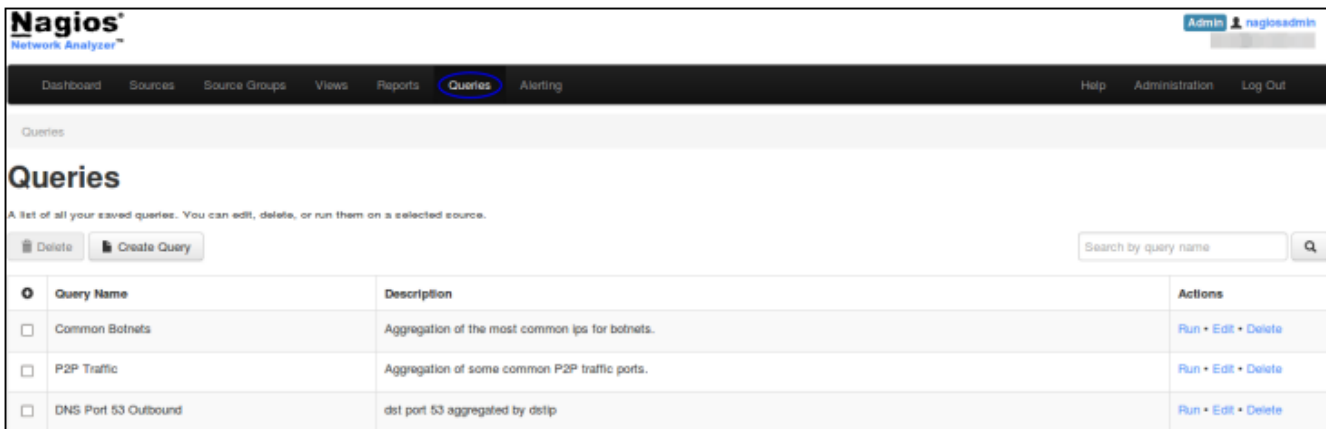 Nagios®
Admin nagiosadmin
Network Analyzer™
Dashboard Sources Source Groups Views Reports Queries Alerting Help Administration Log Out
Queries
Queries
A list of all your saved queries. You can edit, delete, or run them on a selected source.
Delete Create Query Search by query name
Query Name Description Actions
Common Botnets Aggregation of the most common ips for botnets. Run • Edit • Delete
P2P Traffic Aggregation of some common P2P traffic ports. Run • Edit • Delete
DNS Port 53 Outbound dst port 53 aggregated by dstip Run • Edit • Delete